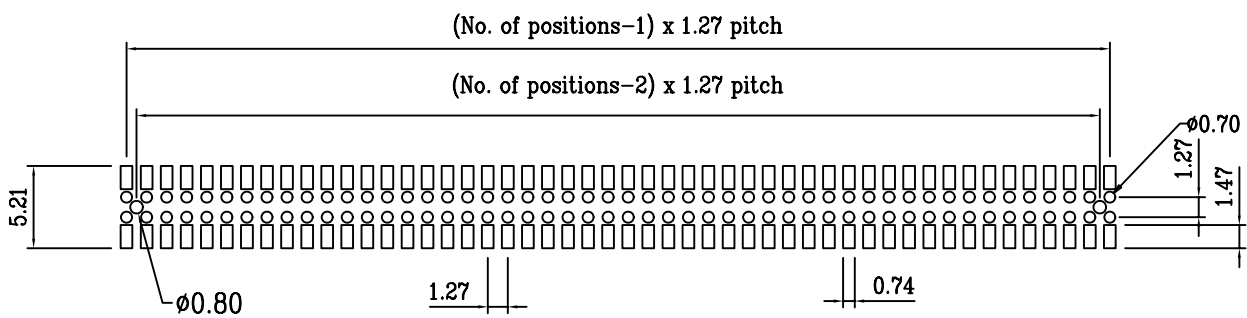 (No. of positions-1) x 1.27 pitch
(No. of positions-2) x 1.27 pitch
ø0.70
1.27
1.47
5.21
ø0.80
1.27
0.74